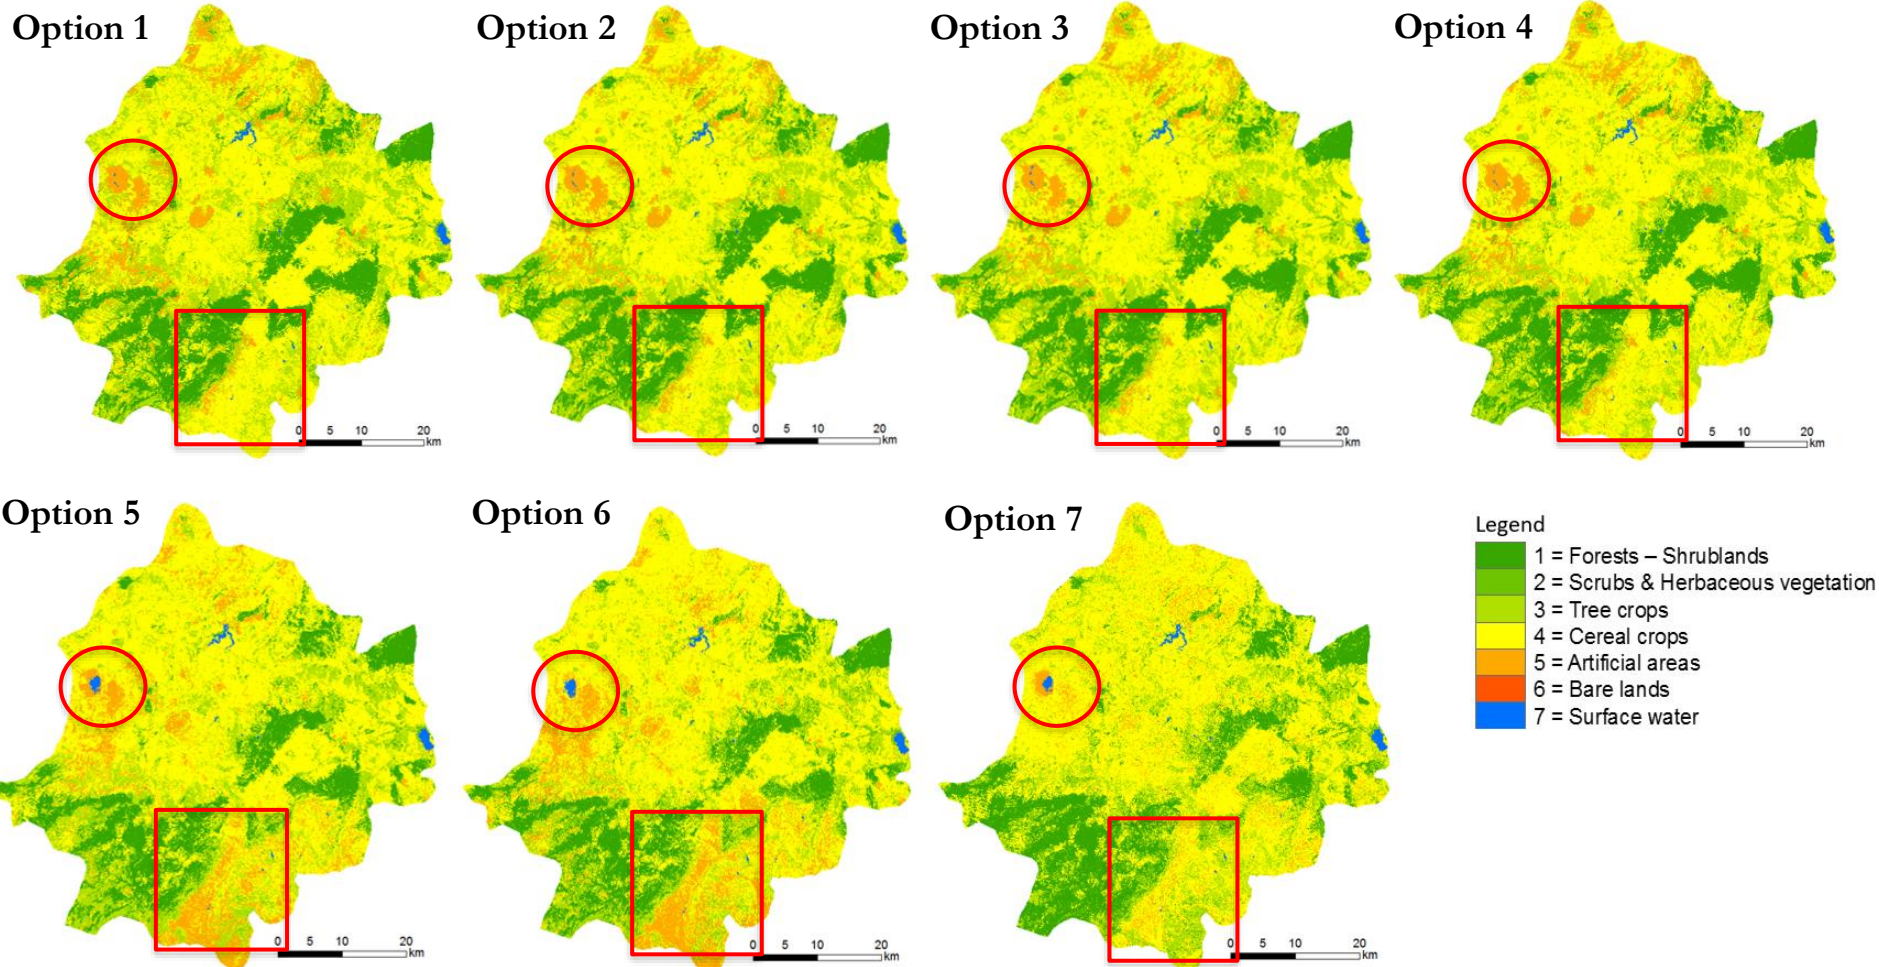 Option 1
Option 2
Option 3
Option 4
0 5 10 20
km
0 5 10 20
km
0 5 10 20
km
0 5 10 20
km
Option 5
Option 6
Option 7
Legend
1 = Forests – Shrublands
2 = Scrubs & Herbaceous vegetation
3 = Tree crops
4 = Cereal crops
5 = Artificial areas
6 = Bare lands
7 = Surface water
0 5 10 20
km
0 5 10 20
km
0 5 10 20
km